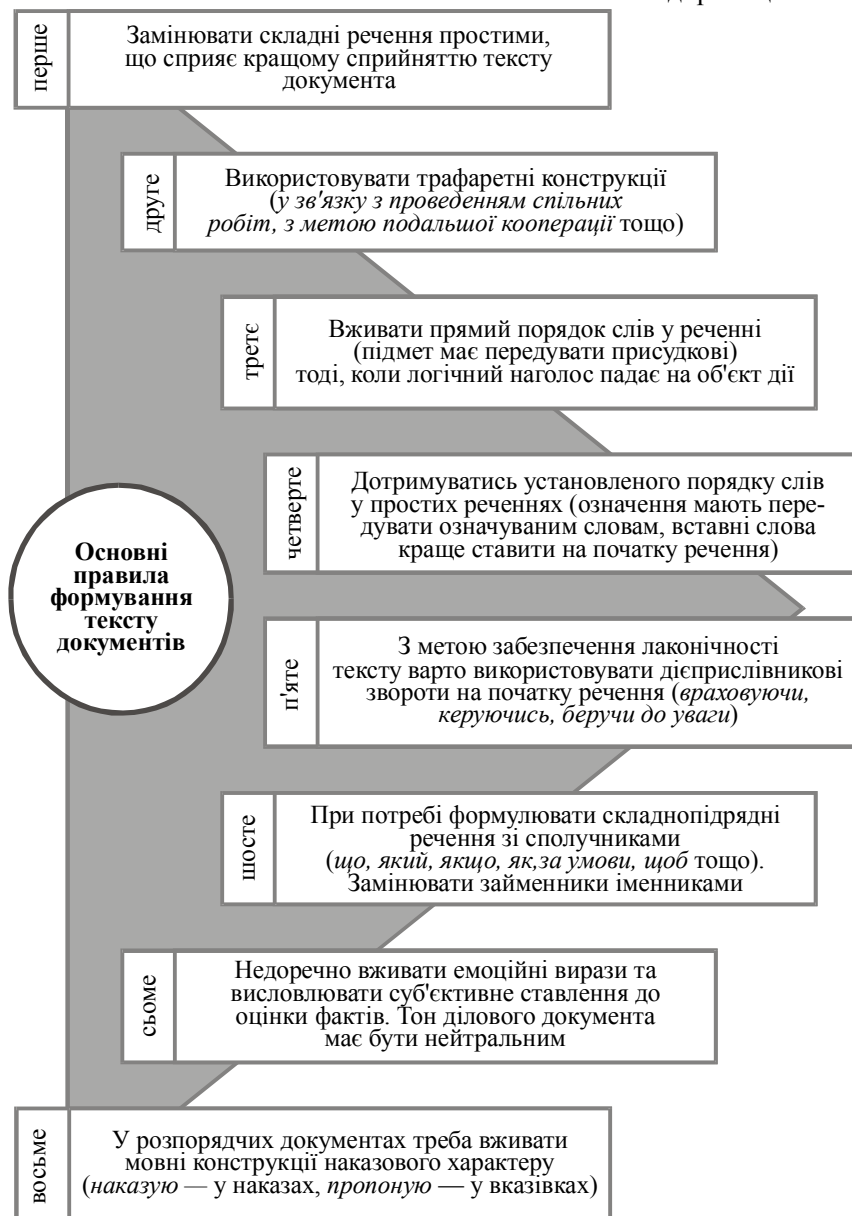 перше
Замінювати складні речення простими,
що сприяє кращому сприйняттю тексту
документа
друге
Використовувати трафаретні конструкції
(у зв'язку з проведенням спільних
робіт, з метою подальшої кооперації тощо)
третє
Вживати прямий порядок слів у реченні
(підмет має передувати присудкові)
тоді, коли логічний наголос падає на об'єкт дії
четверте
Дотримуватись установленого порядку слів
у простих реченнях (означення мають пере-
дувати означуваним словам, вставні слова
краще ставити на початку речення)
Основні
правила
формування
тексту
документів
п'яте
З метою забезпечення лаконічності
тексту варто використовувати дієприслівникові
звороти на початку речення (враховуючи,
керуючись, беручи до уваги)
шосте
При потребі формулювати складнопідрядні
речення зі сполучниками
(що, який, якщо, як,за умови, щоб тощо).
Замінювати займенники іменниками
сьоме
Недоречно вживати емоційні вирази та
висловлювати суб'єктивне ставлення до
оцінки фактів. Тон ділового документа
має бути нейтральним
восьме
У розпорядчих документах треба вживати
мовні конструкції наказового характеру
(наказую — у наказах, пропоную — у вказівках)